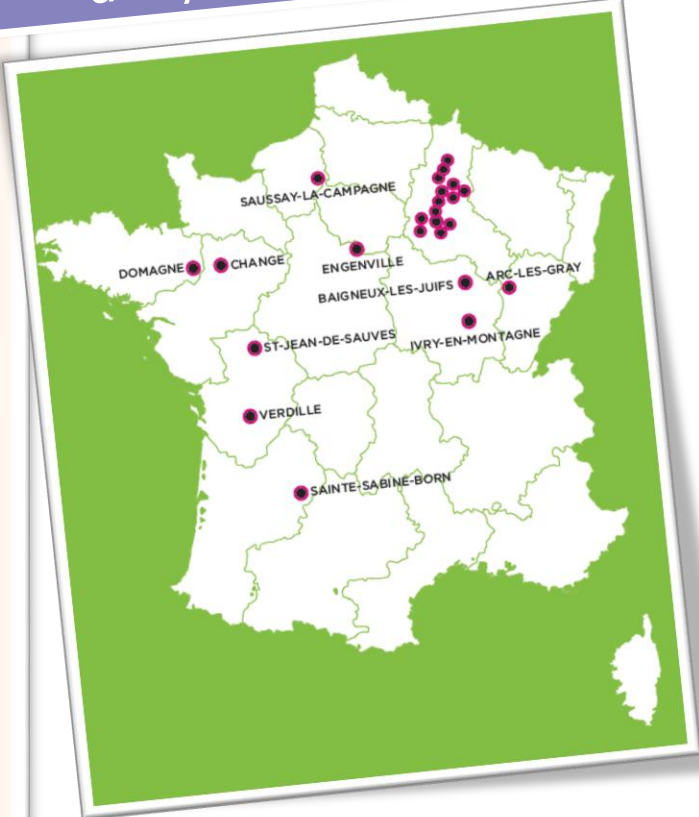 SAUSSAY-LA-CAMPAGNE
DOMAGNE
CHANGE
ENGENVILLE
ARC-LES-GRAY
BAIGNEUX-LES-JUIFS
IVRY-EN-MONTAGNE
ST-JEAN-DE-SAUVES
VERDILLE
SAINTE-SABINE-BORN